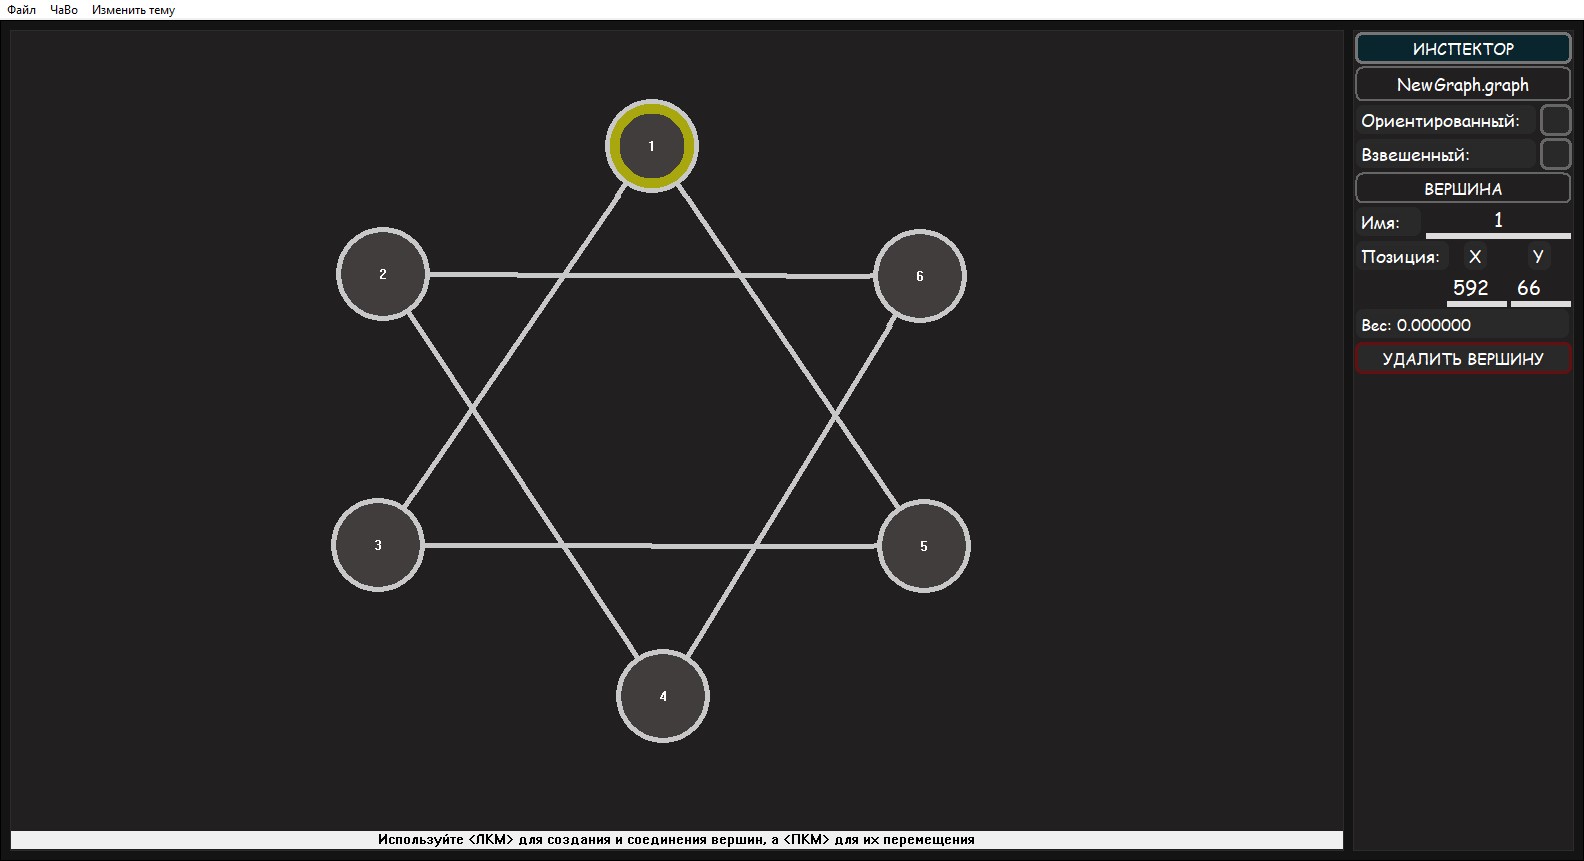 Файл ЧаВо Изменить тему
ИНСПЕКТОР
NewGraph.graph
Ориентированный:
Взвешенный:
ВЕРШИНА
Имя: 1
Позиция: X Y
592 66
Вес: 0.000000
УДАЛИТЬ ВЕРШИНУ
1
2
6
3
5
4
Используйте <ЛКМ> для создания и соединения вершин, а <ПКМ> для их перемещения